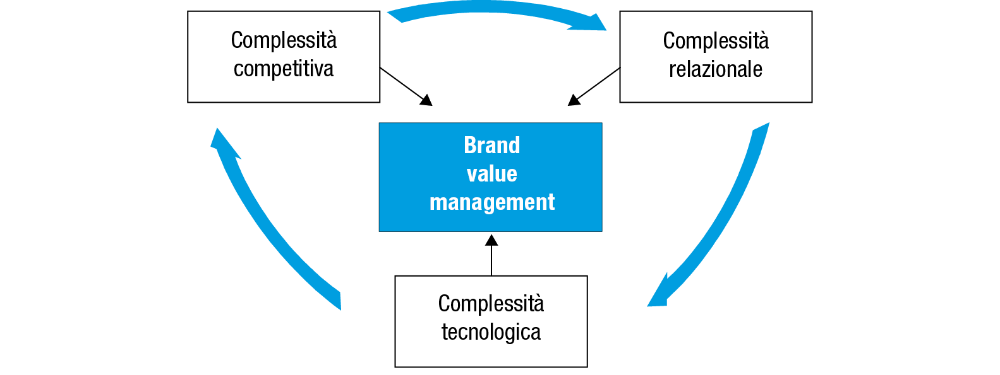 Complessità
competitiva
Complessità
relazionale
Brand
value
management
Complessità
tecnologica